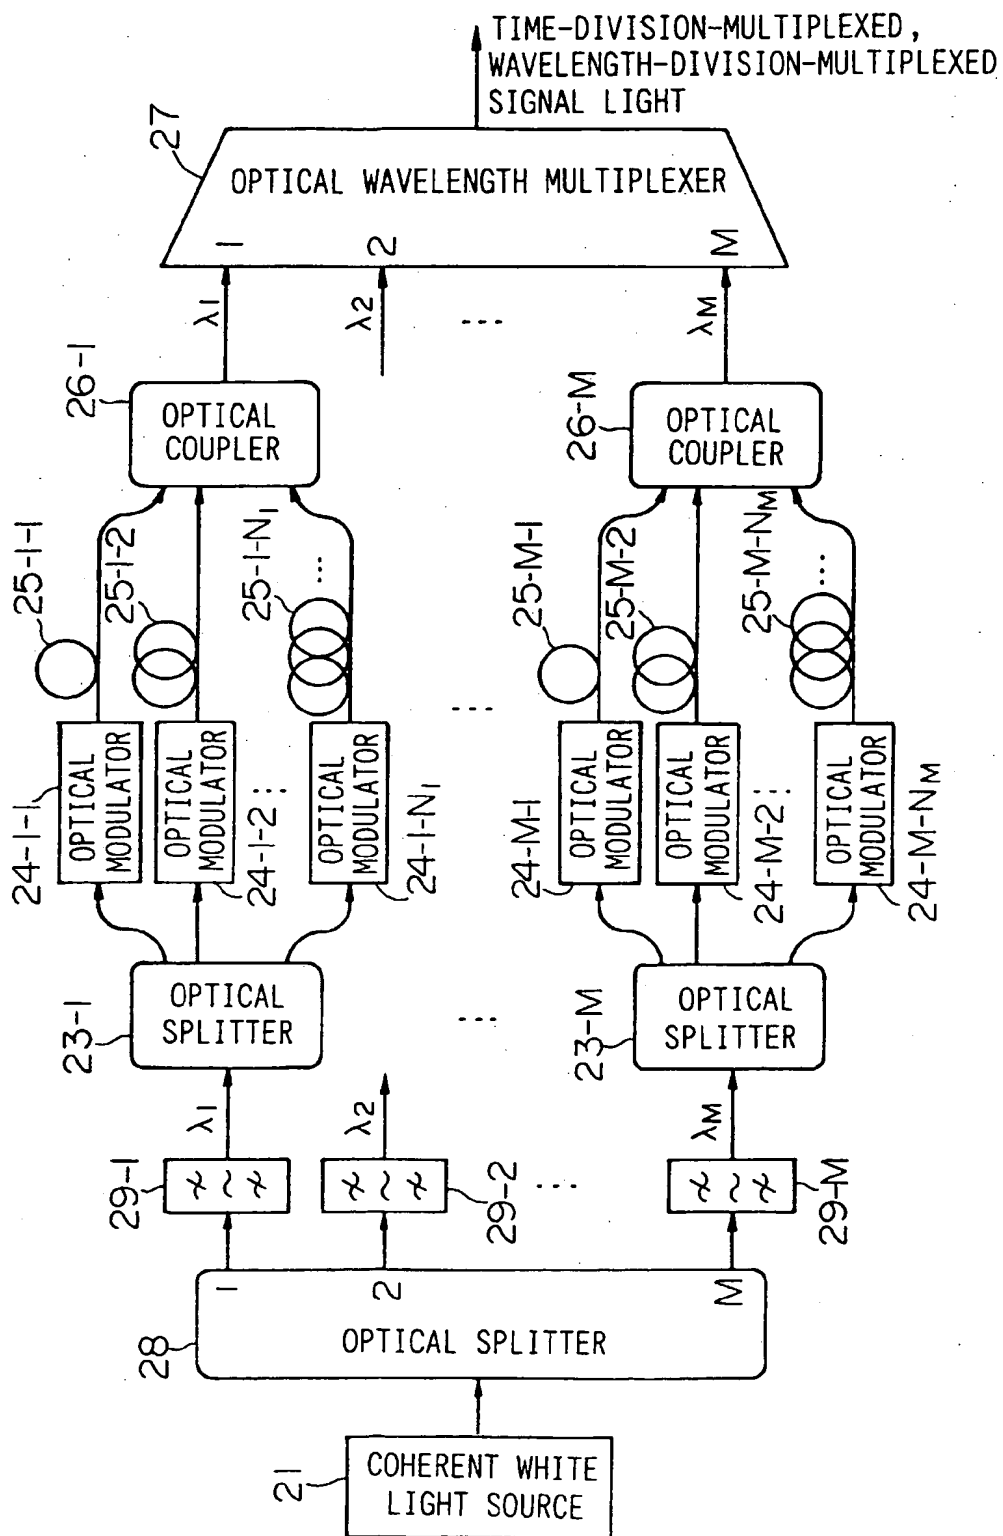 TIME-DIVISION-MULTIPLEXED,
WAVELENGTH-DIVISION-MULTIPLEXED,
SIGNAL LIGHT
27
OPTICAL WAVELENGTH MULTIPLEXER
1
2
M
λ1
λ2
...
λM
26-1
OPTICAL
COUPLER
26-M
OPTICAL
COUPLER
25-1-1
25-1-2
25-1-N1
...
25-M-1
25-M-2
25-M-NM
...
...
24-1-1
OPTICAL
MODULATOR
OPTICAL
MODULATOR
24-1-2
...
OPTICAL
MODULATOR
24-1-N1
24-M-1
OPTICAL
MODULATOR
OPTICAL
MODULATOR
24-M-2
...
OPTICAL
MODULATOR
24-M-NM
23-1
OPTICAL
SPLITTER
...
23-M
OPTICAL
SPLITTER
λ1
λ2
λM
29-1
29-2
...
29-M
1
2
M
28
OPTICAL SPLITTER
21
COHERENT WHITE
LIGHT SOURCE